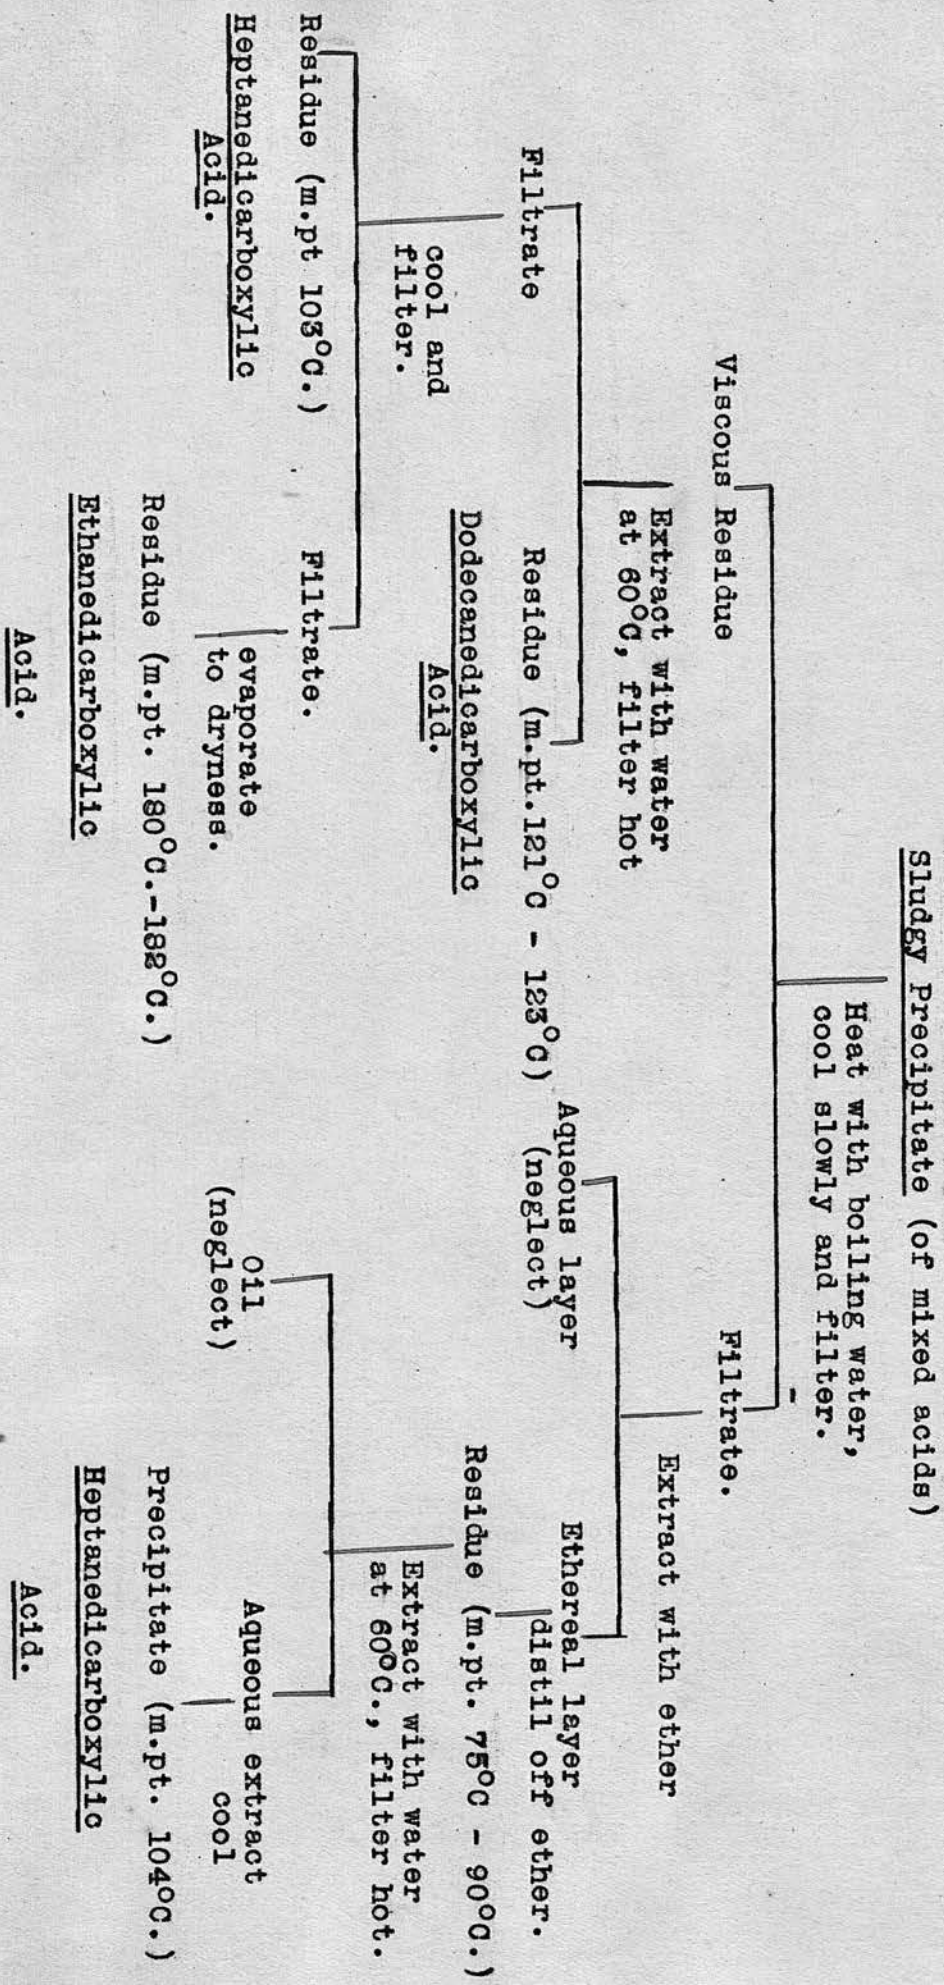 Sludgy Precipitate (of mixed acids)
Heat with boiling water,
cool slowly and filter.
Viscous Residue
Filtrate.
Extract with water
at 60°C, filter hot
Extract with ether
Filtrate
Residue (m.pt.121°C - 123°C)
Dodecanedicarboxylic
Acid.
Aqueous layer
(neglect)
Ethereal layer
distil off ether.
Residue (m.pt. 75°C - 90°C.)
cool and
filter.
Extract with water
at 60°C., filter hot.
Residue (m.pt 103°C.)
Heptanedicarboxylic
Acid.
Filtrate.
evaporate
to dryness.
Oil
(neglect)
Aqueous extract
cool
Residue (m.pt. 180°C.-182°C.)
Ethanedicarboxylic
Acid.
Precipitate (m.pt. 104°C.)
Heptanedicarboxylic
Acid.